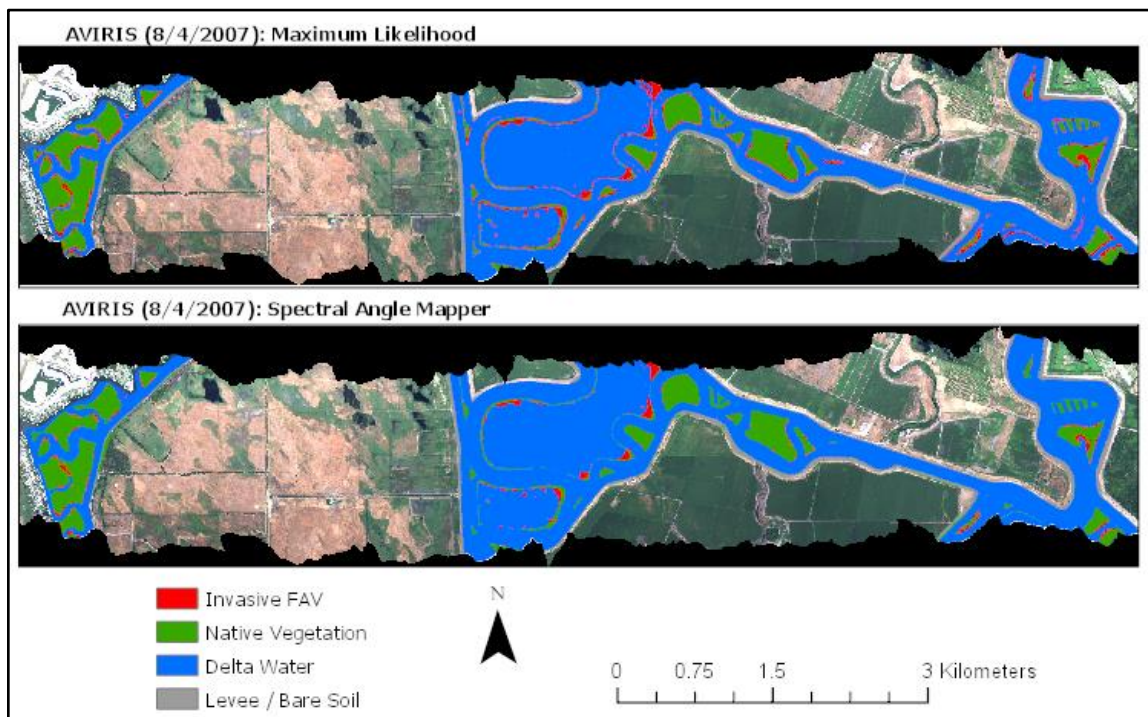 AVIRIS (8/4/2007): Maximum Likelihood
AVIRIS (8/4/2007): Spectral Angle Mapper
Invasive FAV
Native Vegetation
Delta Water
Levee / Bare Soil
N
0 0.75 1.5 3 Kilometers